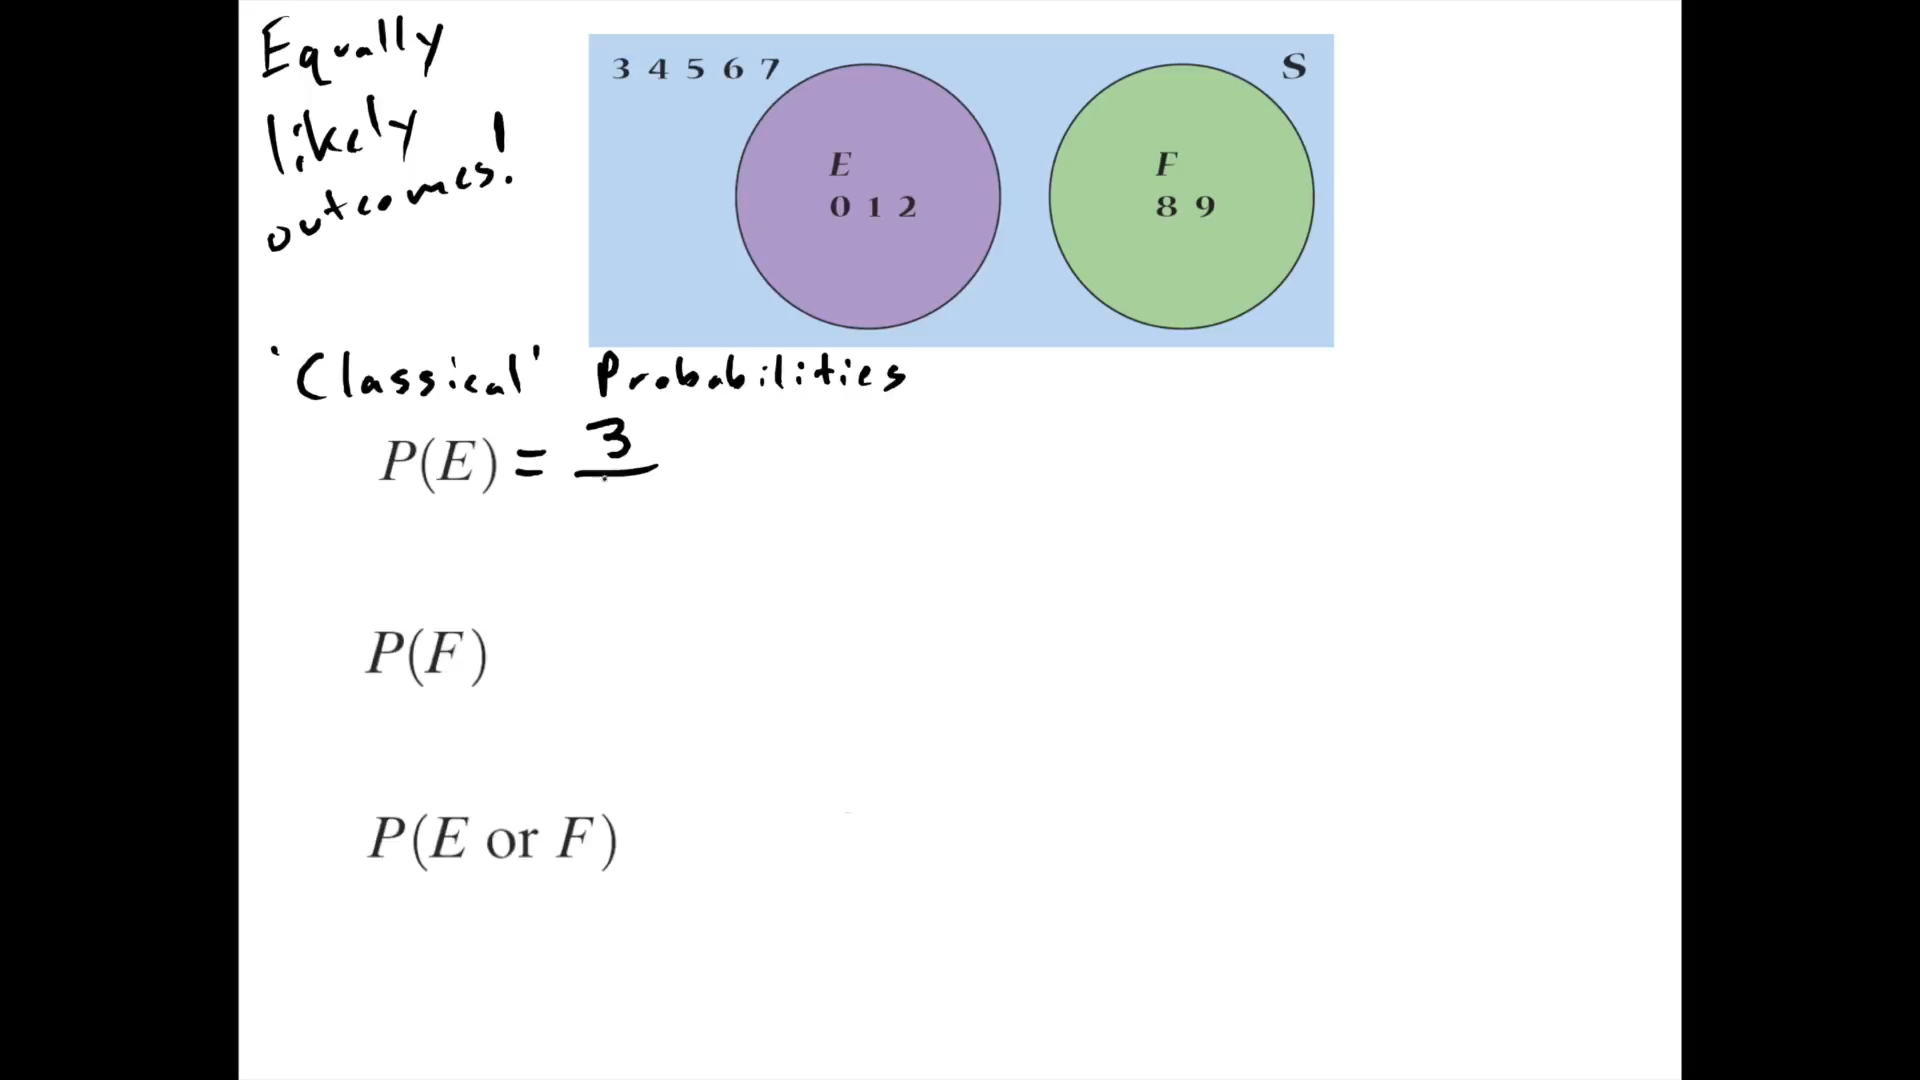 Equally
likely
outcomes!
3 4 5 6 7
S
E
0 1 2
F
8 9
'Classical' Probabilities
P(E) = 3
P(F)
P(E or F)